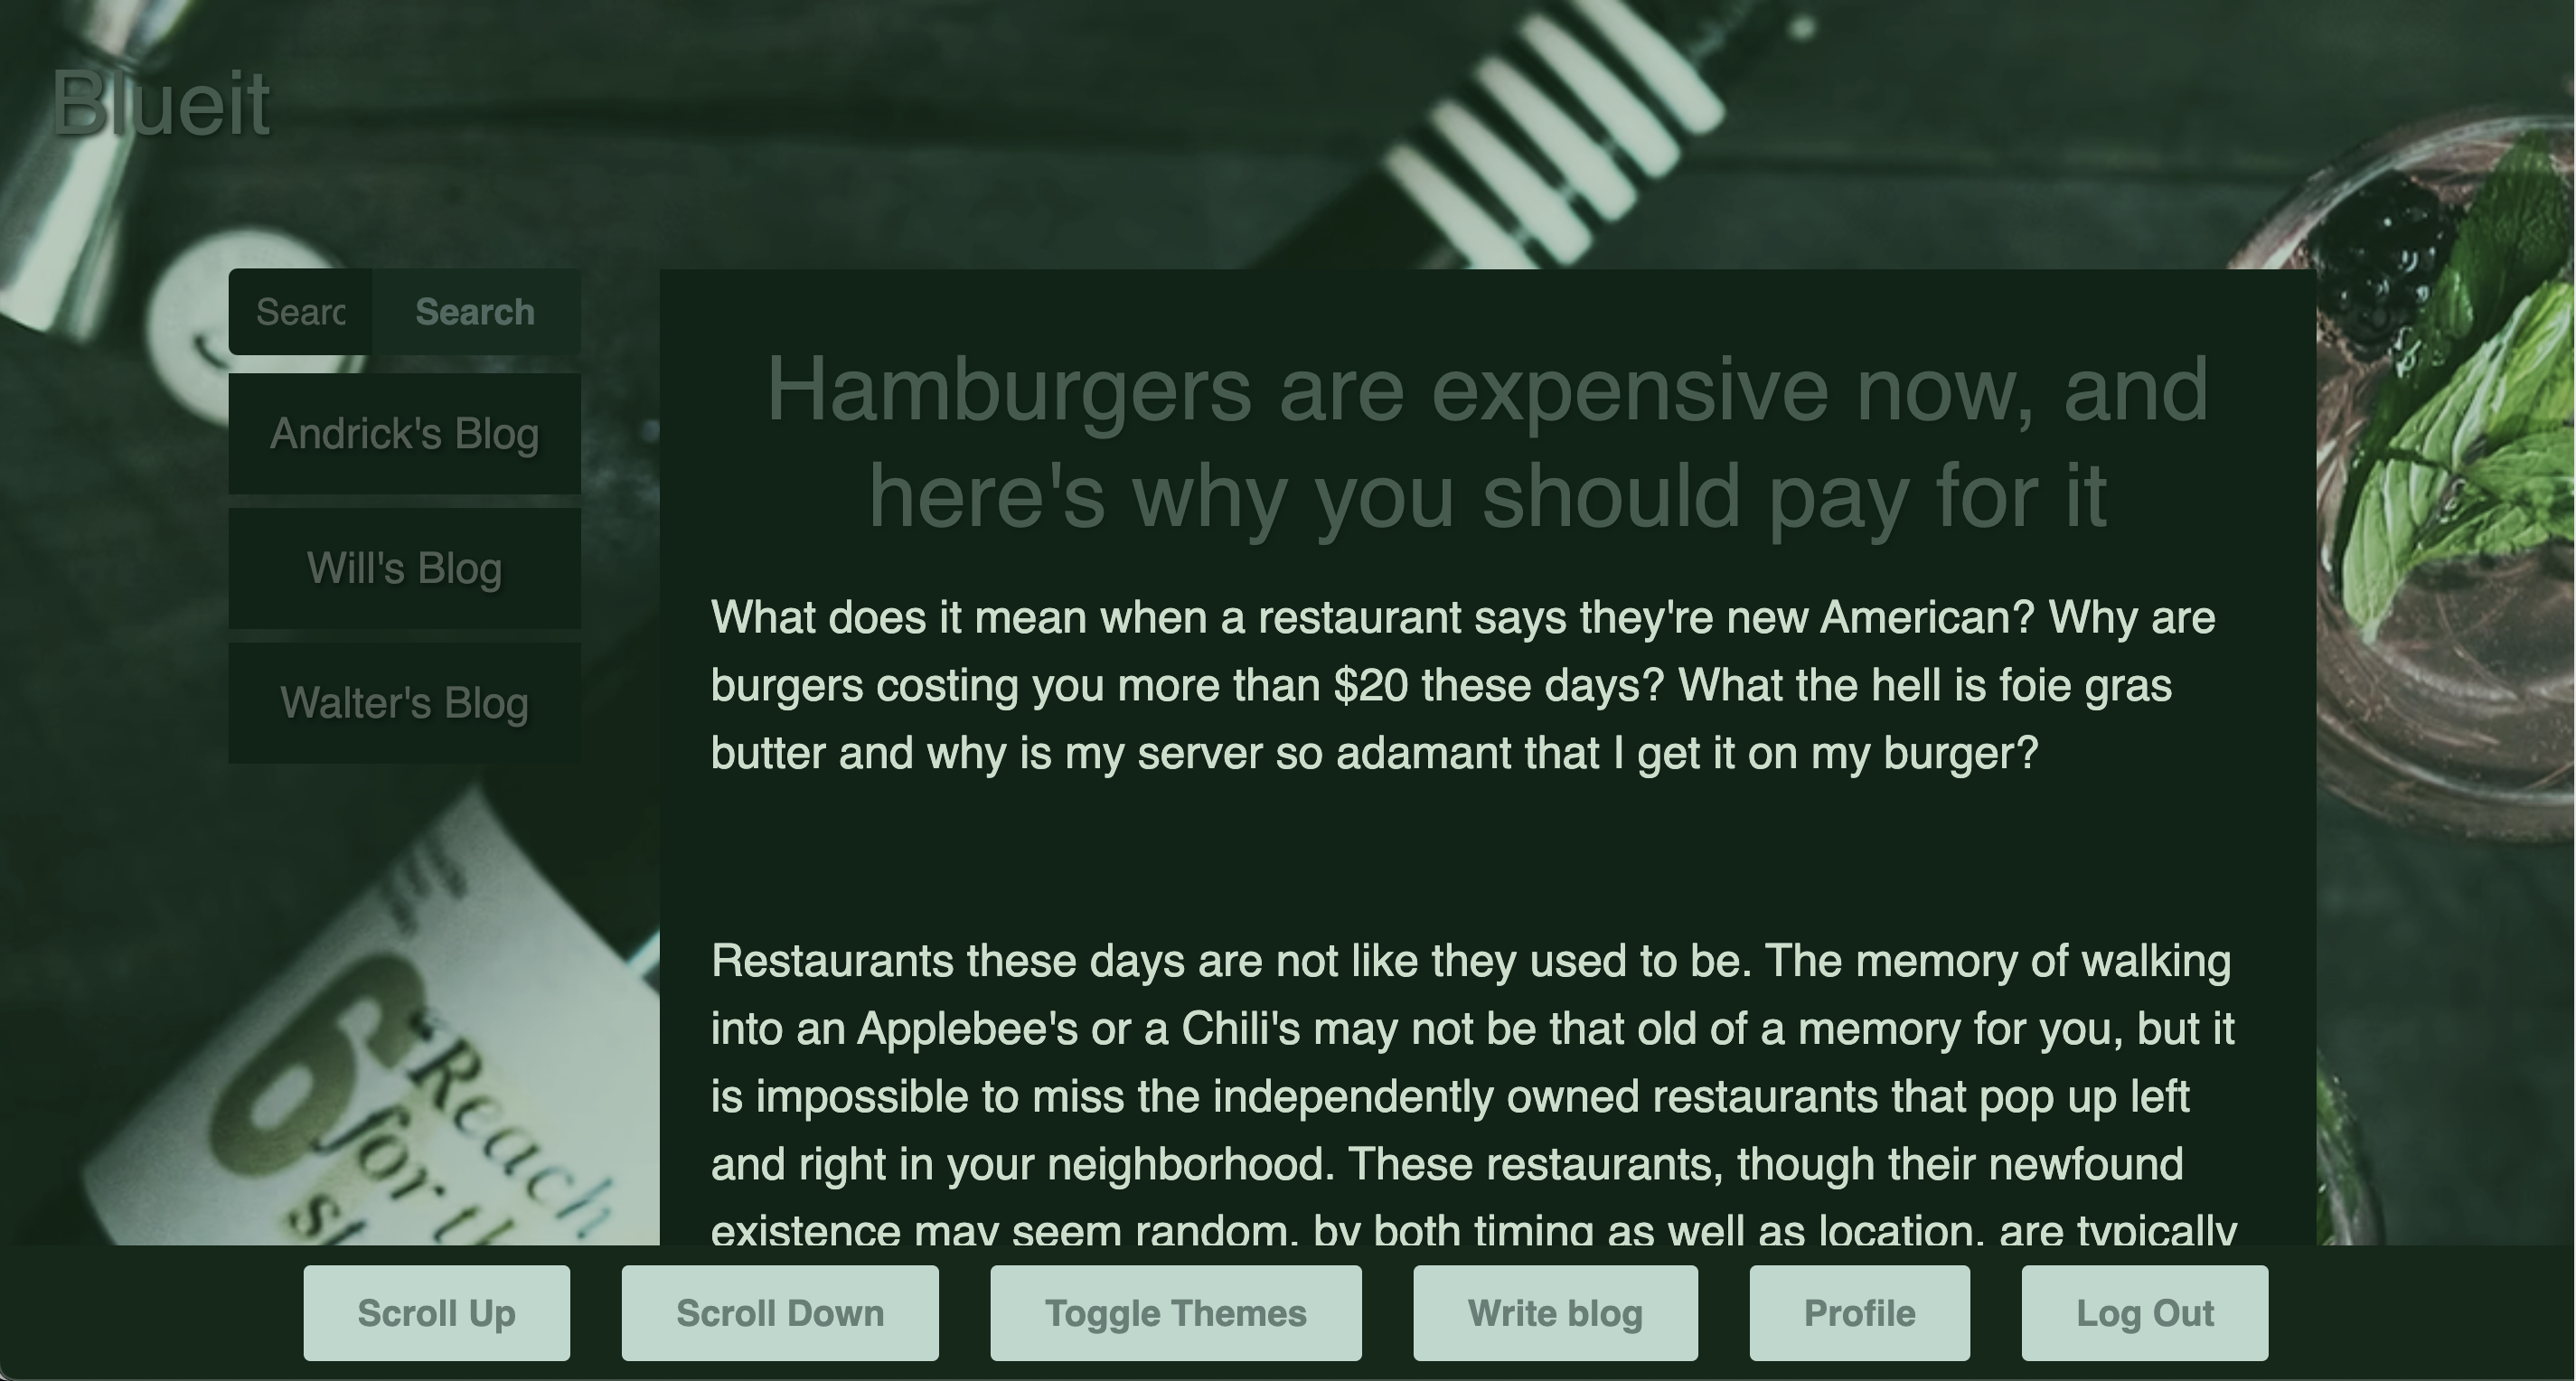 Blueit
Searc
Search
Andrick's Blog
Will's Blog
Walter's Blog
Hamburgers are expensive now, and
here's why you should pay for it
What does it mean when a restaurant says they're new American? Why are
burgers costing you more than $20 these days? What the hell is foie gras
butter and why is my server so adamant that I get it on my burger?
Restaurants these days are not like they used to be. The memory of walking
into an Applebee's or a Chili's may not be that old of a memory for you, but it
is impossible to miss the independently owned restaurants that pop up left
and right in your neighborhood. These restaurants, though their newfound
existence may seem random, by both timing as well as location, are typically
6 "Reach
for th
st
Scroll Up
Scroll Down
Toggle Themes
Write blog
Profile
Log Out